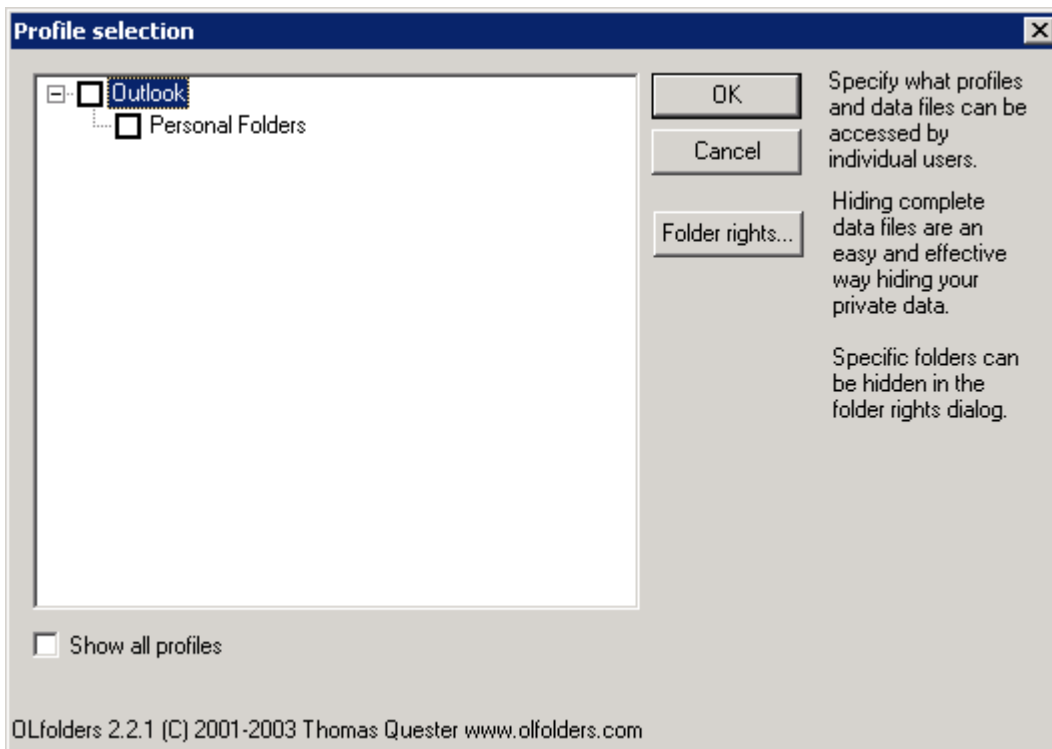 Profile selection
Outlook
Personal Folders
OK
Cancel
Folder rights...
Specify what profiles
and data files can be
accessed by
individual users.
Hiding complete
data files are an
easy and effective
way hiding your
private data.
Specific folders can
be hidden in the
folder rights dialog.
Show all profiles
OLfolders 2.2.1 (C) 2001-2003 Thomas Quester www.olfolders.com